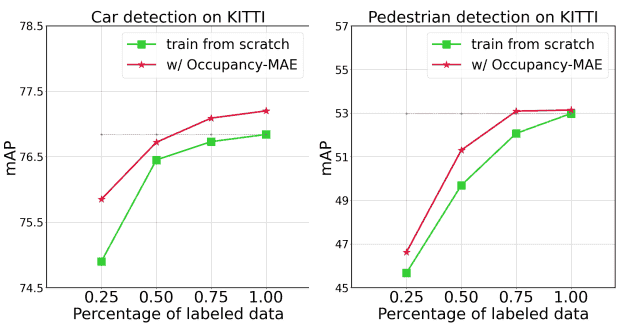 Car detection on KITTI
78.5
77.5
76.5
75.5
74.5
mAP
train from scratch
w/ Occupancy-MAE
0.25 0.50 0.75 1.00
Percentage of labeled data
Pedestrian detection on KITTI
57
55
53
51
49
47
45
mAP
train from scratch
w/ Occupancy-MAE
0.25 0.50 0.75 1.00
Percentage of labeled data